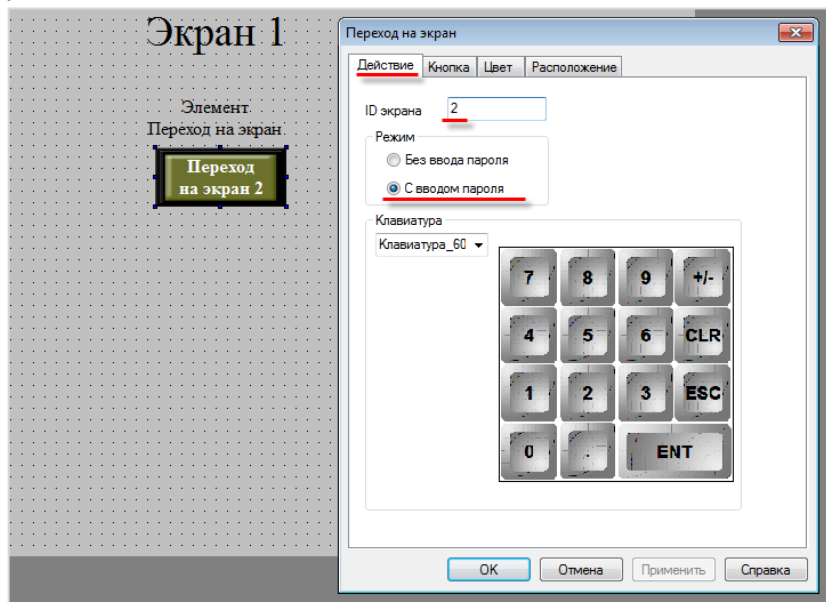 Экран 1
Элемент
Переход на экран
Переход
на экран 2
Переход на экран
Действие Кнопка Цвет Расположение
ID экрана 2
Режим
Без ввода пароля
С вводом пароля
Клавиатура
Клавиатура_60
7 8 9 +/-
4 5 6 CLR
1 2 3 ESC
0 . ENT
OK Отмена Применить Справка